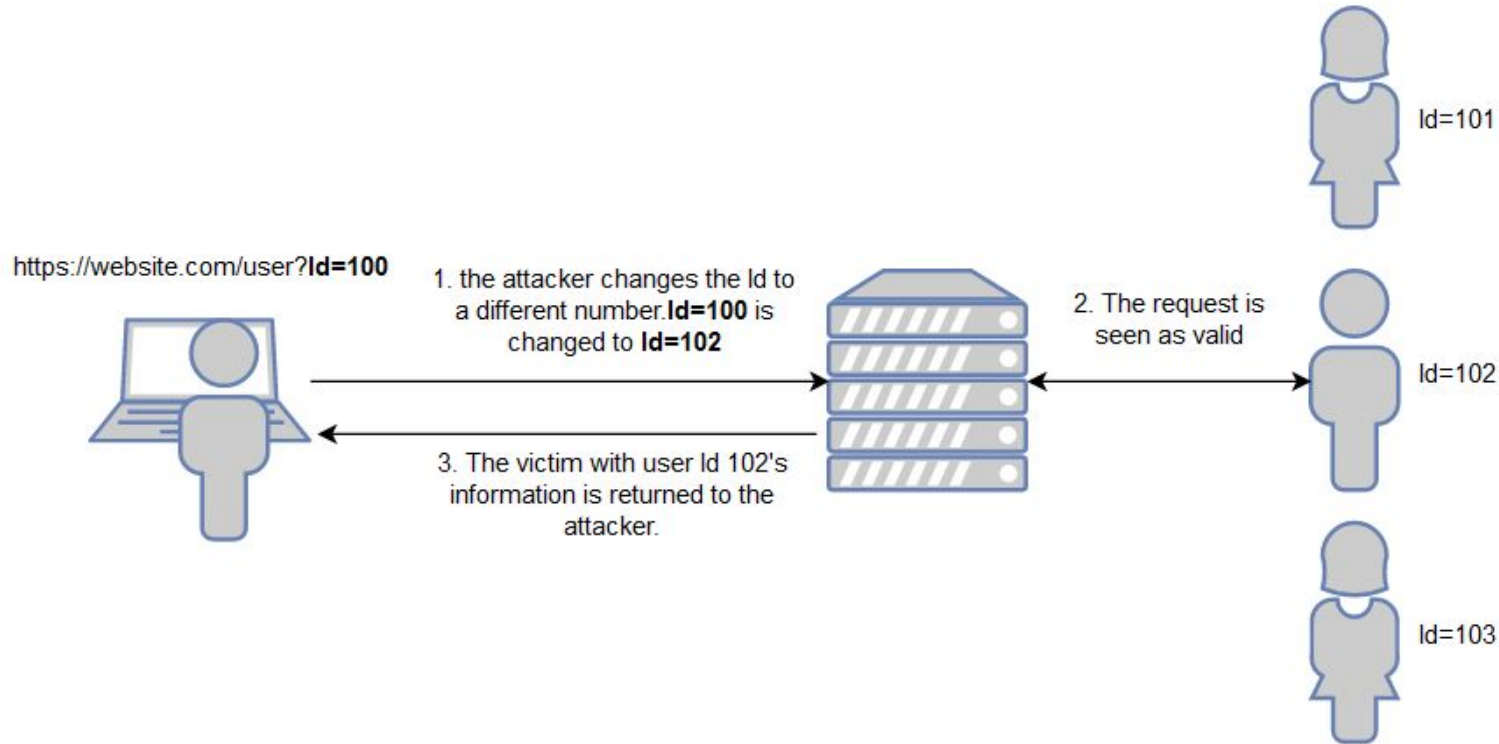 Id=101
https://website.com/user?Id=100
1. the attacker changes the Id to
a different number.Id=100 is
changed to Id=102
2. The request is
seen as valid
Id=102
3. The victim with user Id 102's
information is returned to the
attacker.
Id=103